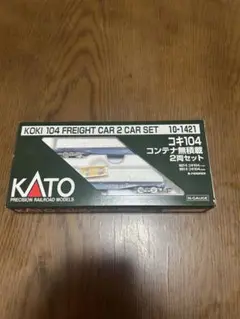 KOKI 104 FREIGHT CAR 2 CAR SET 10-1421
コキ104
コンテナ無積載
2両セット
KATO
PRECISION RAILROAD MODELS
N-GAUGE